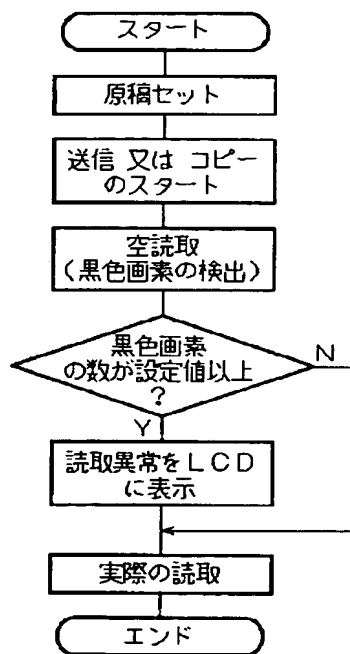 スタート
原稿セット
送信 又は コピー
のスタート
空読取
(黒色画素の検出)
黒色画素
の数が設定値以上
?
N
Y
読取異常をLCD
に表示
実際の読取
エンド